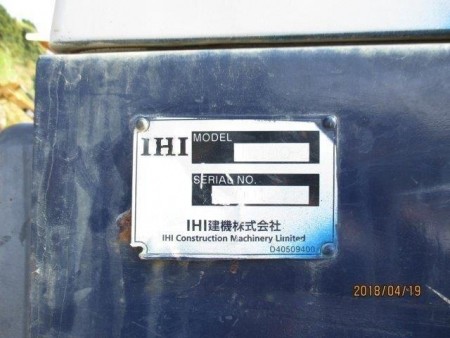 IHI
MODEL
SERIAL NO.
IHI建機株式会社
IHI Construction Machinery Limited
D40509400
2018/04/19